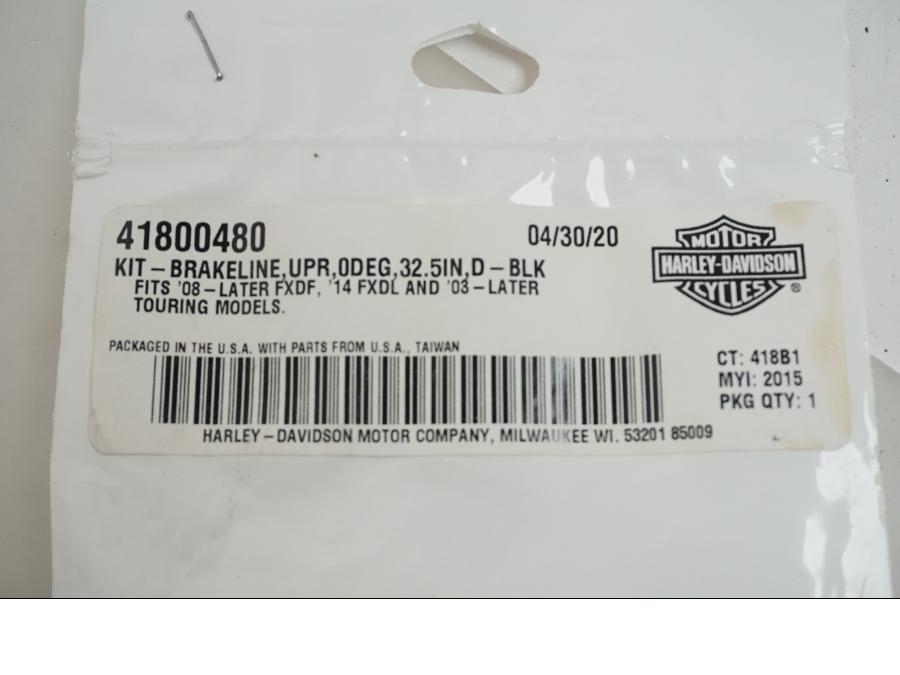 41800480
04/30/20
KIT – BRAKELINE,UPR,0DEG,32.5IN,D – BLK
FITS '08 – LATER FXDF, '14 FXDL AND '03 – LATER
TOURING MODELS.
MOTOR
HARLEY-DAVIDSON
CYCLES ®
PACKAGED IN THE U.S.A. WITH PARTS FROM U.S.A., TAIWAN
CT: 418B1
MYI: 2015
PKG QTY: 1
HARLEY – DAVIDSON MOTOR COMPANY, MILWAUKEE WI. 53201 85009